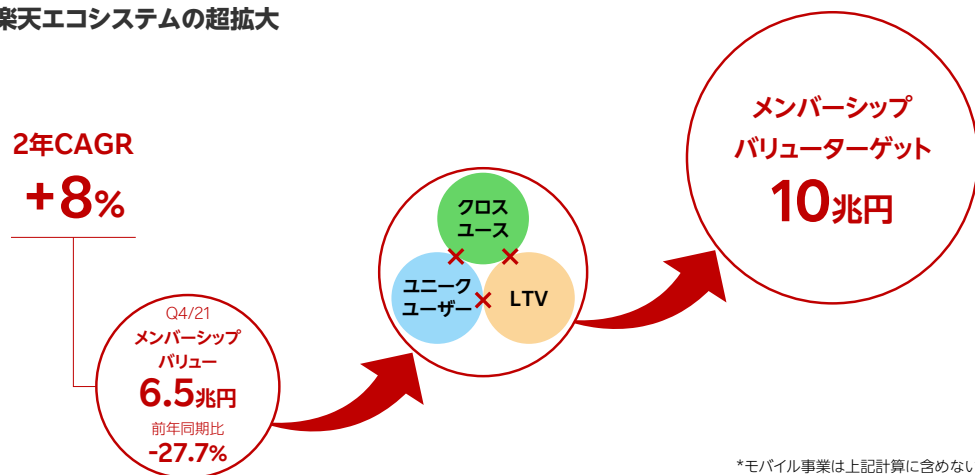 楽天エコシステムの超拡大
2年CAGR
+8%
Q4/21
メンバーシップ
バリュー
6.5兆円
前年同期比
-27.7%
クロス
ユース
ユニーク
ユーザー
LTV
メンバーシップ
バリューターゲット
10兆円
*モバイル事業は上記計算に含めない